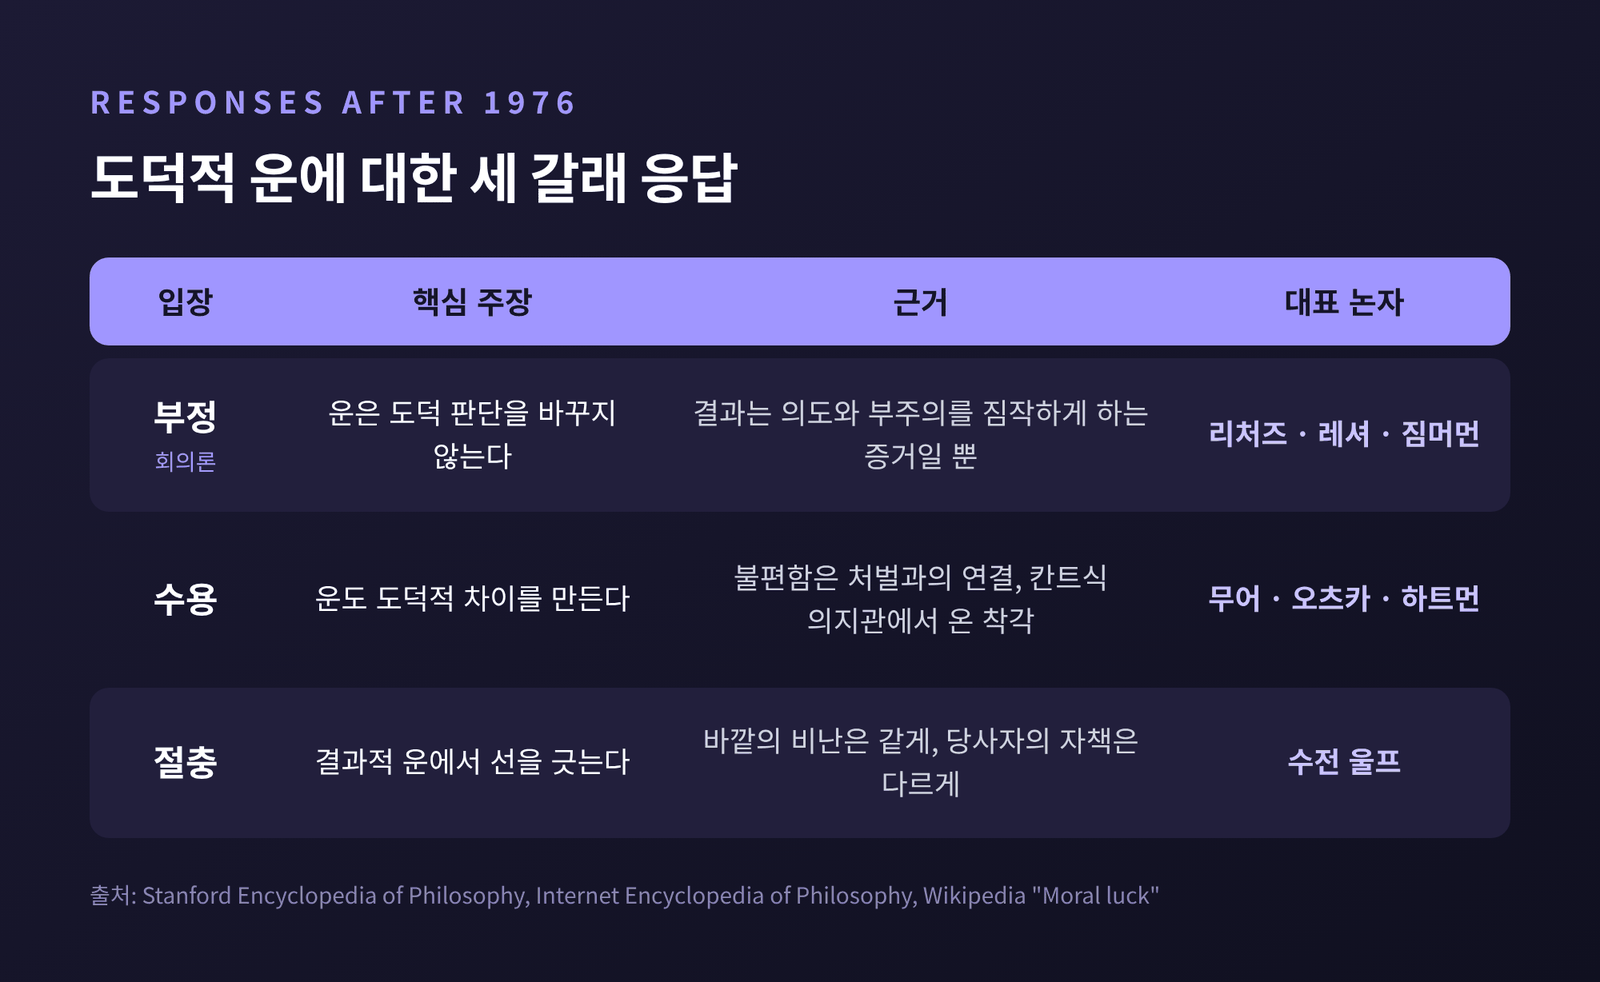 RESPONSES AFTER 1976
도덕적 운에 대한 세 갈래 응답
입장 핵심 주장 근거 대표 논자
부정
회의론
운은 도덕 판단을 바꾸지
않는다
결과는 의도와 부주의를 짐작하게 하는
증거일 뿐
리처즈 · 레셔 · 짐머먼
수용
운도 도덕적 차이를 만든다
불편함은 처벌과의 연결, 칸트식
의지관에서 온 착각
무어 · 오츠카 · 하트먼
절충
결과적 운에서 선을 긋는다
바깥의 비난은 같게, 당사자의 자책은
다르게
수전 울프
출처: Stanford Encyclopedia of Philosophy, Internet Encyclopedia of Philosophy, Wikipedia "Moral luck"